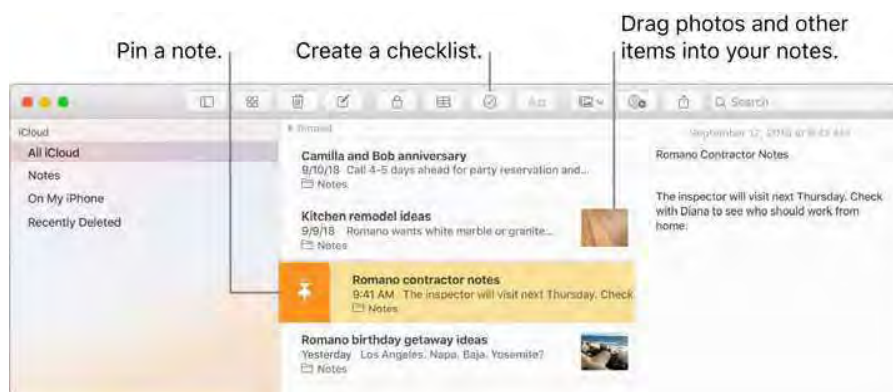 Drag photos and other
items into your notes.
Pin a note.
Create a checklist.
Search
iCloud
All iCloud
Notes
On My iPhone
Recently Deleted
Pinned
Camilla and Bob anniversary
9/10/18 Call 4-5 days ahead for party reservation and...
Notes
Kitchen remodel ideas
9/9/18 Romano wants white marble or granite...
Notes
Romano contractor notes
9:41 AM The inspector will visit next Thursday. Check
Notes
Romano birthday getaway ideas
Yesterday Los Angeles, Napa, Baja, Yosemite?
Notes
September 12, 2018 at 9:41 AM
Romano Contractor Notes
The inspector will visit next Thursday. Check
with Diana to see who should work from
home.